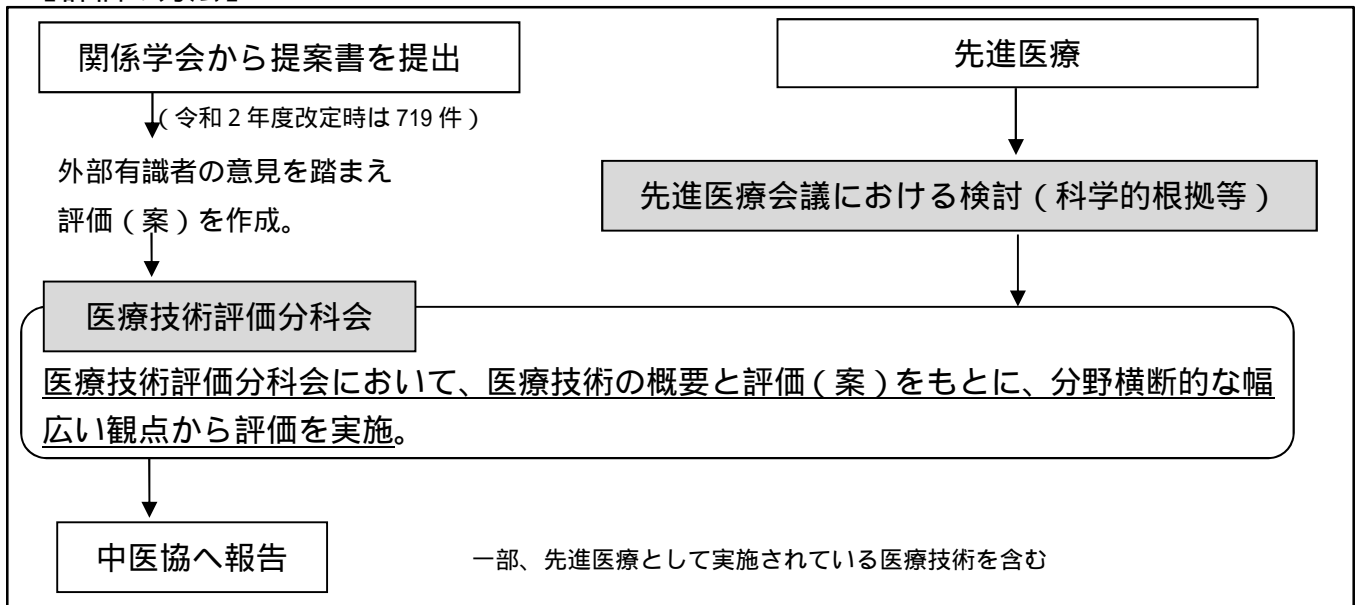 関係学会から提案書を提出
（令和２年度改定時は 719 件）
外部有識者の意見を踏まえ
評価（案）を作成。
先進医療
先進医療会議における検討（科学的根拠等）
医療技術評価分科会
医療技術評価分科会において、医療技術の概要と評価（案）をもとに、分野横断的な幅
広い観点から評価を実施。
中医協へ報告
一部、先進医療として実施されている医療技術を含む